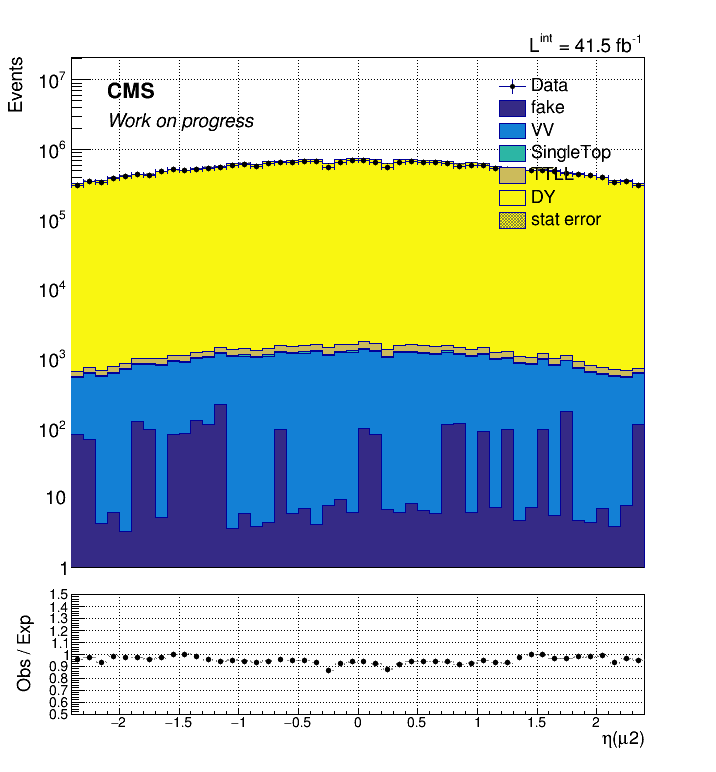 L^int = 41.5 fb^-1
Events
CMS
Work on progress
Data
fake
VV
SingleTop
TTLL
DY
stat error
10^7
10^6
10^5
10^4
10^3
10^2
10
1
Obs / Exp
1.5
1.4
1.3
1.2
1.1
1
0.9
0.8
0.7
0.6
0.5
−2 −1.5 −1 −0.5 0 0.5 1 1.5 2
η(μ2)